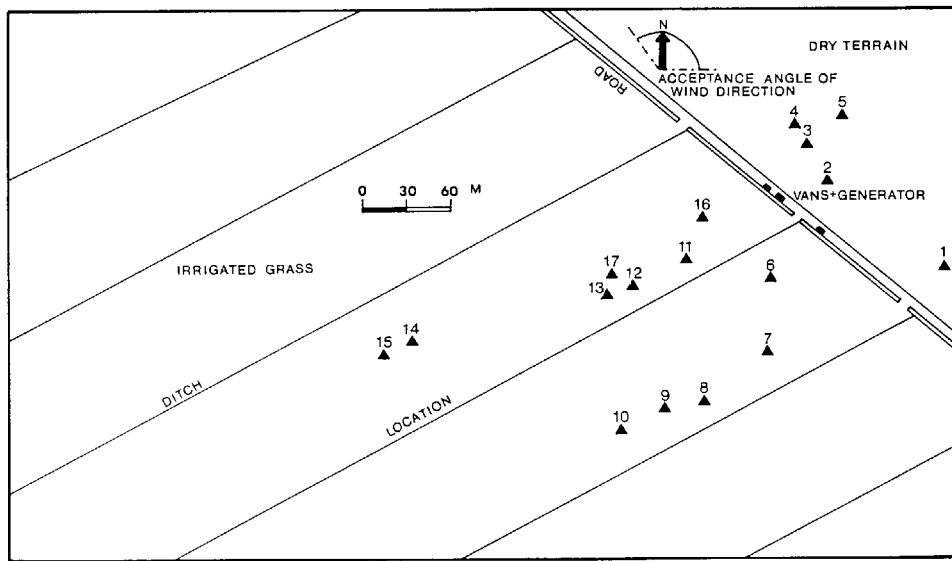 N
DRY TERRAIN
ROAD
ACCEPTANCE ANGLE OF
WIND DIRECTION
4
5
3
2
VANS+GENERATOR
0 30 60 M
16
IRRIGATED GRASS
11
17
12
13
6
1
14
15
7
DITCH
LOCATION
8
9
10